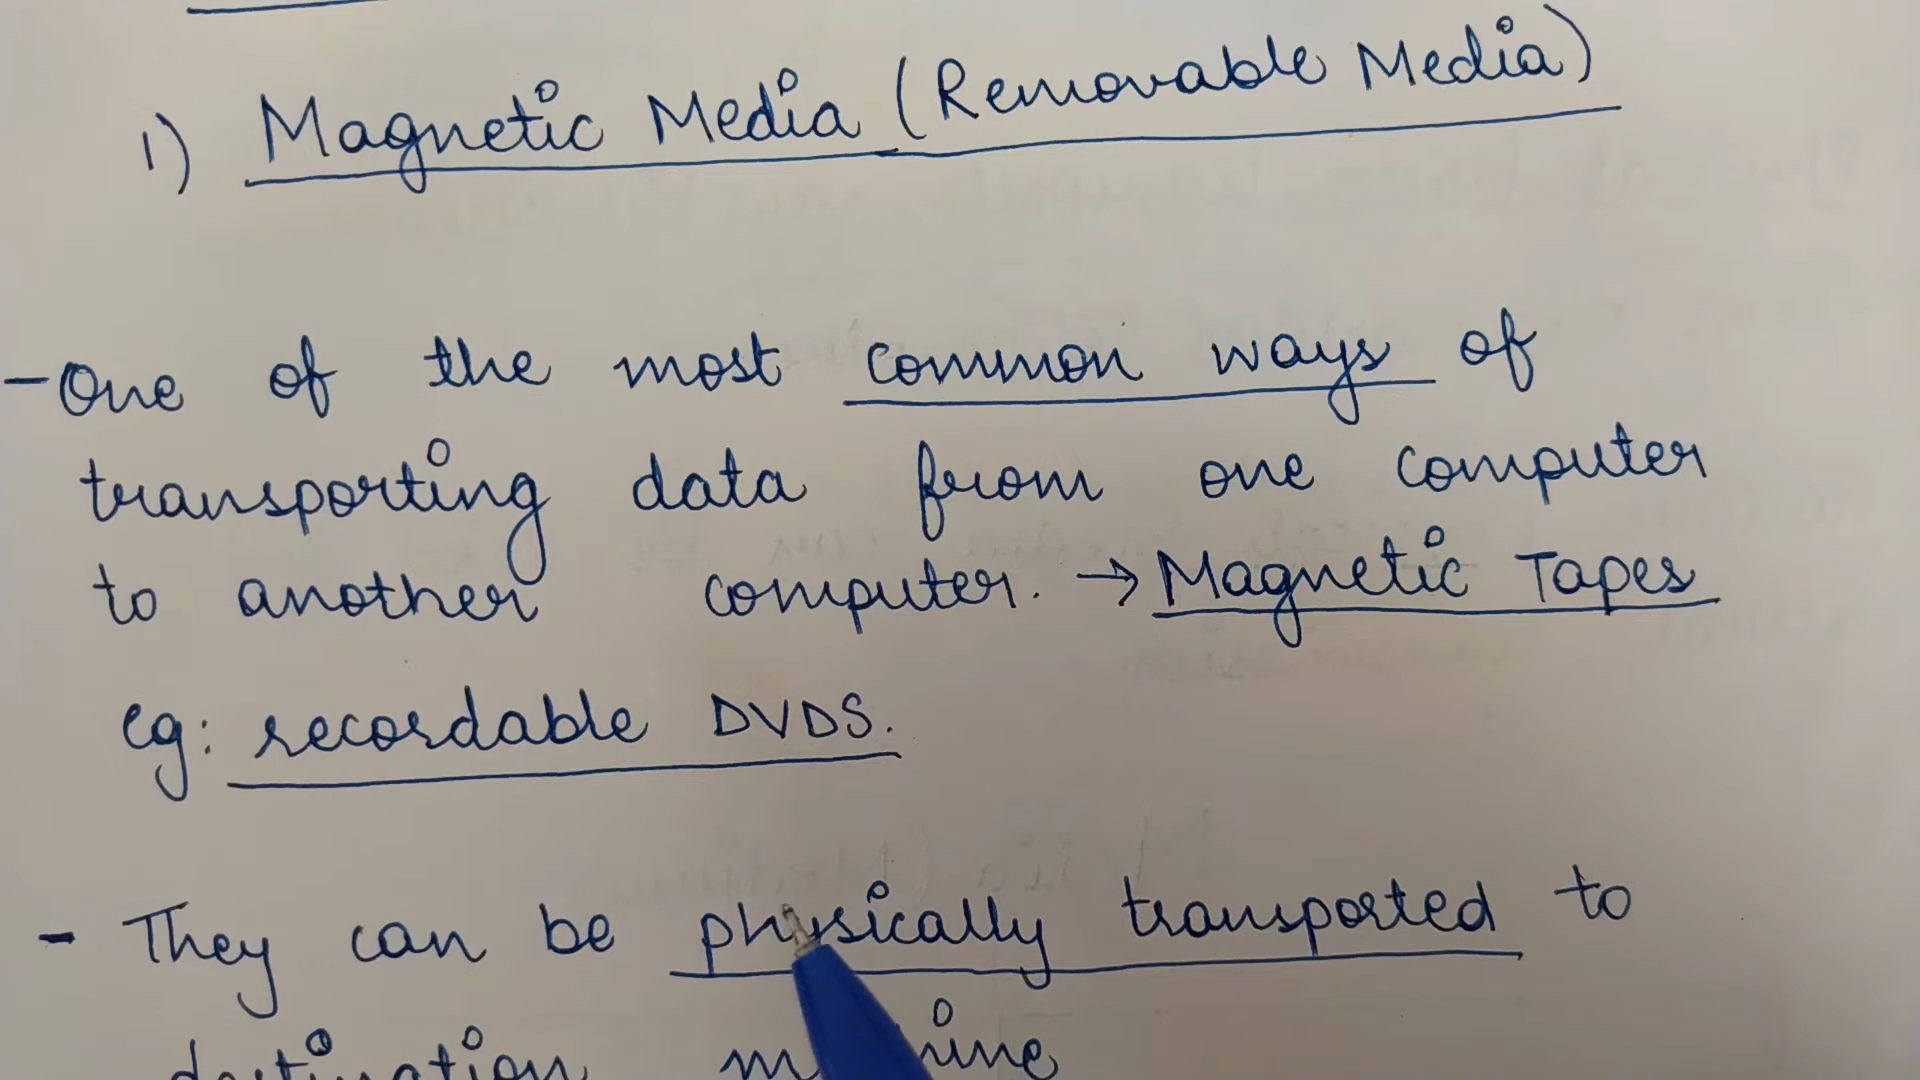 1) Magnetic Media (Removable Media)
- One of the most common ways of
transporting data from one computer
to another computer. → Magnetic Tapes
eg: recordable DVDS.
- They can be physically transported to
destination